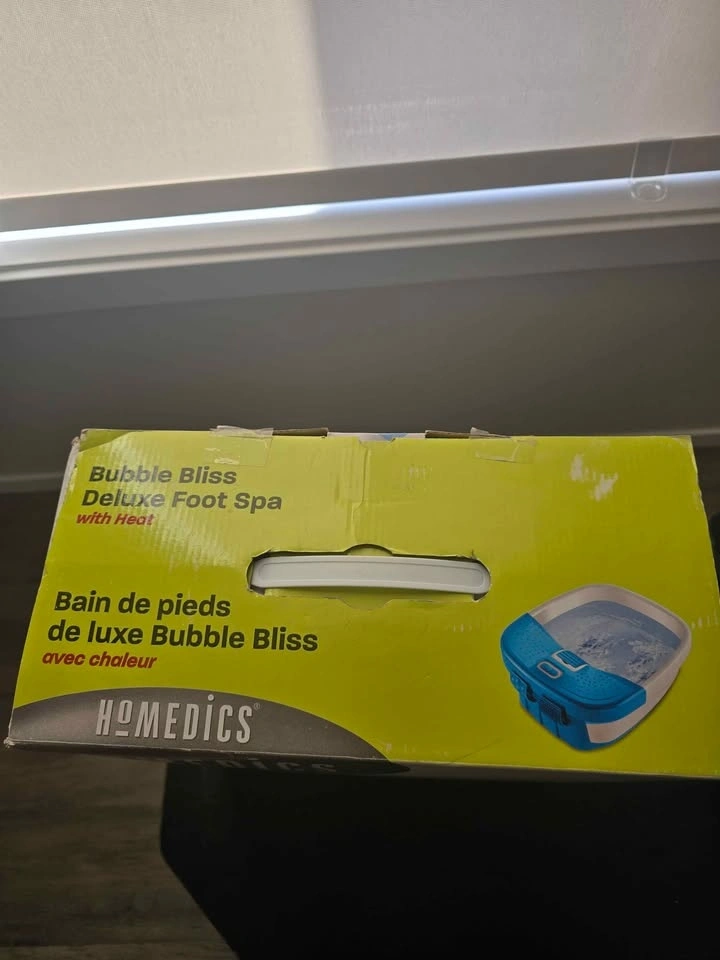 Bubble Bliss
Deluxe Foot Spa
with Heat
Bain de pieds
de luxe Bubble Bliss
avec chaleur
HoMEDiCS®